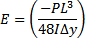 E = (-PL³ / 48IΔy)